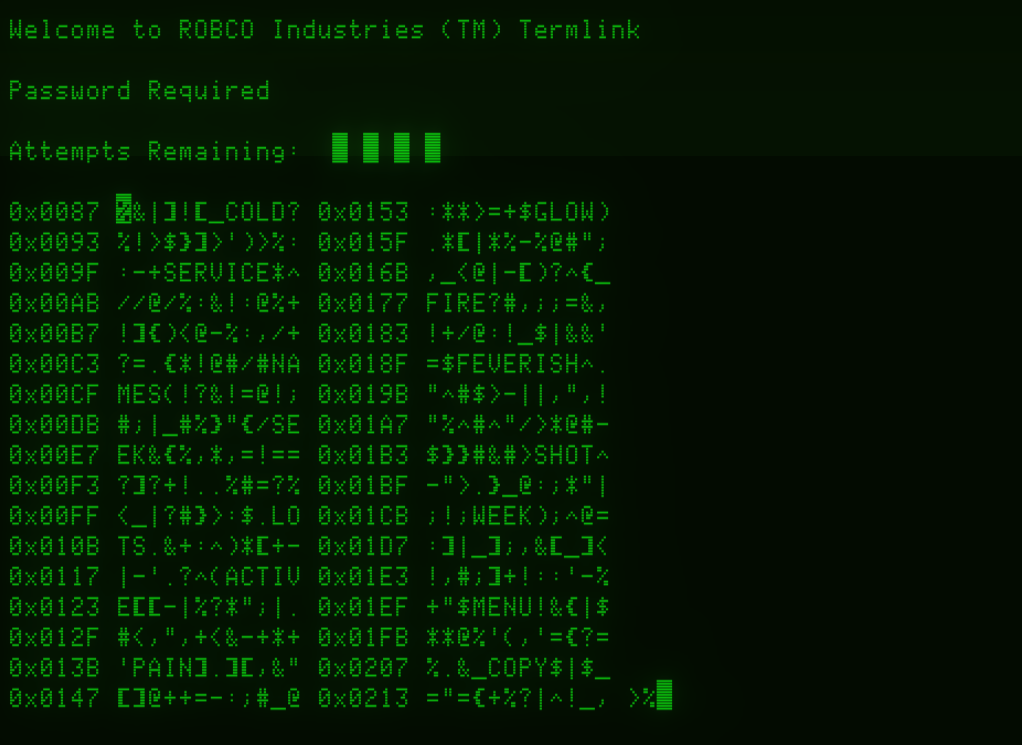 Welcome to ROBCO Industries (TM) Termlink
Password Required
Attempts Remaining:
0x0087 %&|]![_COLD? 0x0153 :**>=+$GLOW)
0x0093 %!>$}]>'))%: 0x015F .*[|*%-%@#";
0x009F :-+SERVICE*^ 0x016B ,_<@|-[)?^{_
0x00AB //@/%:&!:@%+ 0x0177 FIRE?#,;;=&,
0x00B7 !]{)<@-%:,/+ 0x0183 !+/@:!_$|&&'
0x00C3 ?=.{*!@#/#NA 0x018F =$FEVERISH^.
0x00CF MES(!?&!=@!; 0x019B "^#$>-||,",!
0x00DB #;|_#%}"{/SE 0x01A7 "%^#^"/>*@#-
0x00E7 EK&{%,*,=!== 0x01B3 $}}#&#>SHOT^
0x00F3 ?]?+!..%#=?% 0x01BF -">.}_@:;*"|
0x00FF <_|?#}>:$.LO 0x01CB ;!;WEEK);^@=
0x010B TS.&+:^)*[+- 0x01D7 :]|_];,&[_]<
0x0117 |-'.?^(ACTIV 0x01E3 !,#;]+!::'-%
0x0123 E[[-|%?*";|. 0x01EF +"$MENU!&{|$
0x012F #<,",+<&-+*+ 0x01FB **@%'(,'={?=
0x013B 'PAIN].][,&" 0x0207 %.&_COPY$|$_
0x0147 []@++=-:;#_@ 0x0213 ="={+%?|^!_, >%